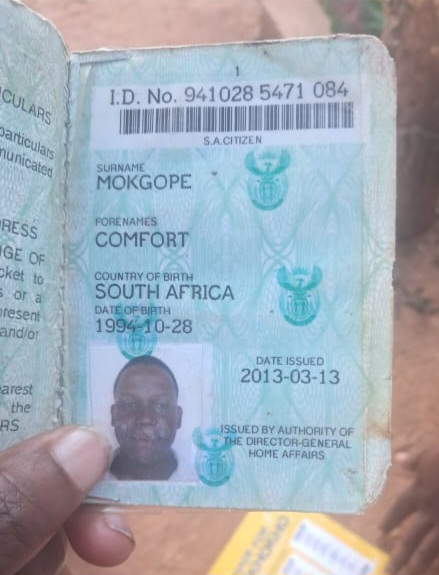 ICULARS
particulars
municated
RESS
NGE OF
cket to
s or a
present
and/or
earest
the
RS
1
I.D. No. 941028 5471 084
S.A.CITIZEN
SURNAME
MOKGOPE
FORENAMES
COMFORT
COUNTRY OF BIRTH
SOUTH AFRICA
DATE OF BIRTH
1994-10-28
DATE ISSUED
2013-03-13
ISSUED BY AUTHORITY OF
THE DIRECTOR-GENERAL
HOME AFFAIRS